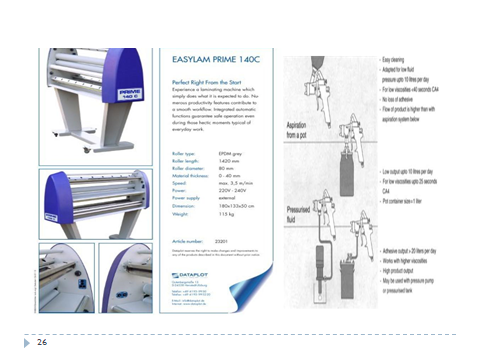 PRIME
140 C
EASYLAM PRIME 140C
Perfect Right From the Start
Experience a laminating machine which
simply does what it is expected to do. Nu-
merous productivity features contribute to
a smooth workflow. Integrated automatic
functions guarantee safe operation even
during those hectic moments typical of
everyday work.
Roller type: EPDM grey
Roller length: 1420 mm
Roller diameter: 80 mm
Material thickness: 0 - 40 mm
Speed: max. 3,5 m/min
Power: 220V - 240V
Power supply external
Dimension: 180x133x50 cm
Weight 115 kg
Article number: 23201
DATAPLOT
- Easy cleaning
- Adapted for low fluid
pressure upto 10 litres per day
- For low viscosities <40 seconds CA4
- No loss of adhesive
- Flow of product is higher than with
aspiration system below
Aspiration
from a pot
- Low output upto 10 litres per day
- For low viscosities upto 25 seconds
CA4
- Pot container size=1 liter
Pressurised
fluid
- Adhesive output > 20 liters per day
- Works with higher viscosities
- High product output
- May be used with pressure pump
or pressurised tank
26